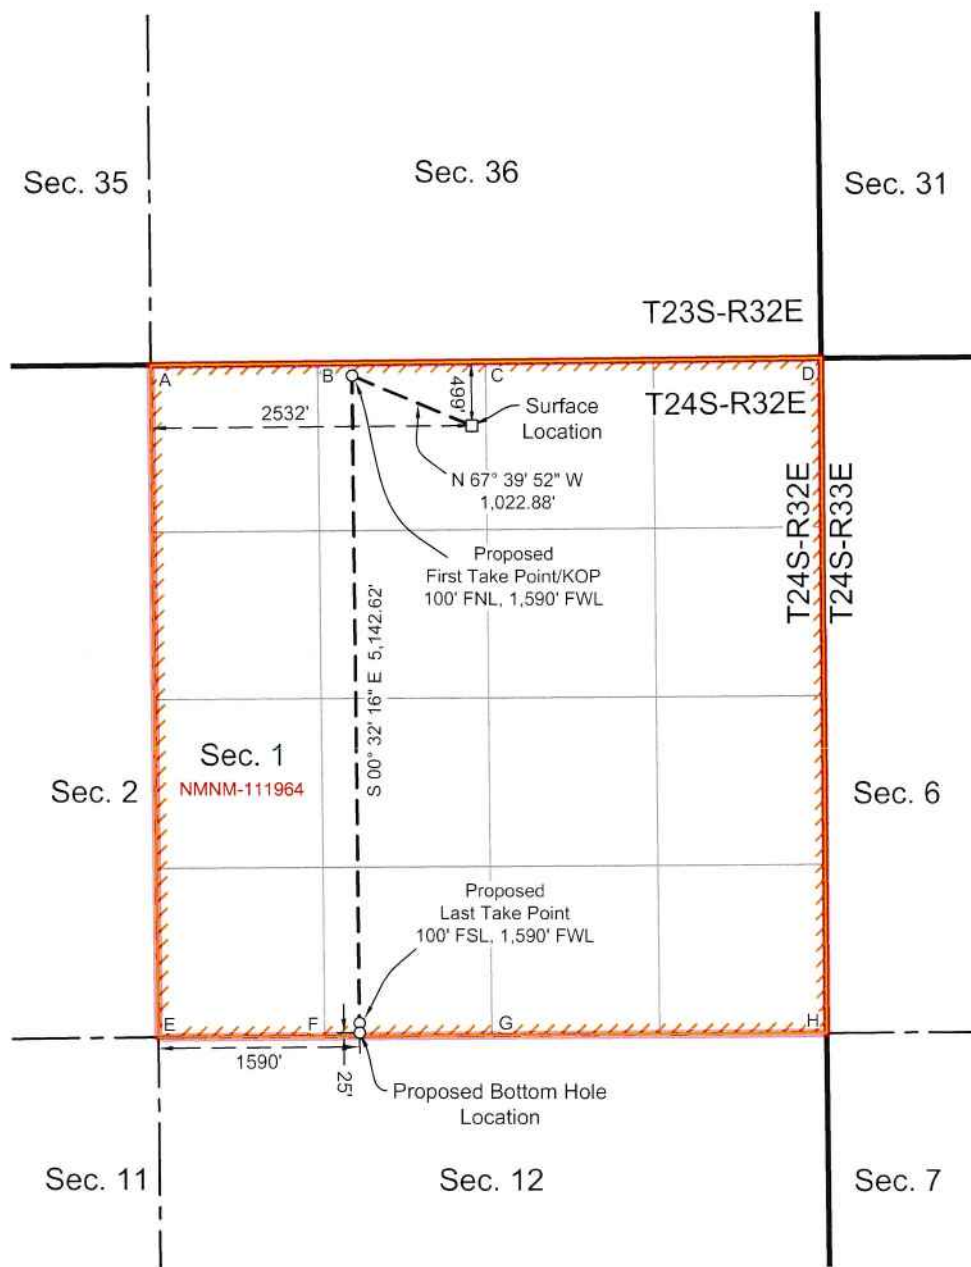 Sec. 35
Sec. 36
Sec. 31
T23S-R32E
A
B
C
D
T24S-R32E
499'
2532'
Surface
Location
N 67° 39' 52" W
1,022.88'
T24S-R32E
T24S-R33E
Proposed
First Take Point/KOP
100' FNL, 1,590' FWL
S 00° 32' 16" E 5,142.62'
Sec. 1
NMNM-111964
Sec. 2
Sec. 6
Proposed
Last Take Point
100' FSL, 1,590' FWL
E
F
G
H
1590'
25'
Proposed Bottom Hole
Location
Sec. 11
Sec. 12
Sec. 7